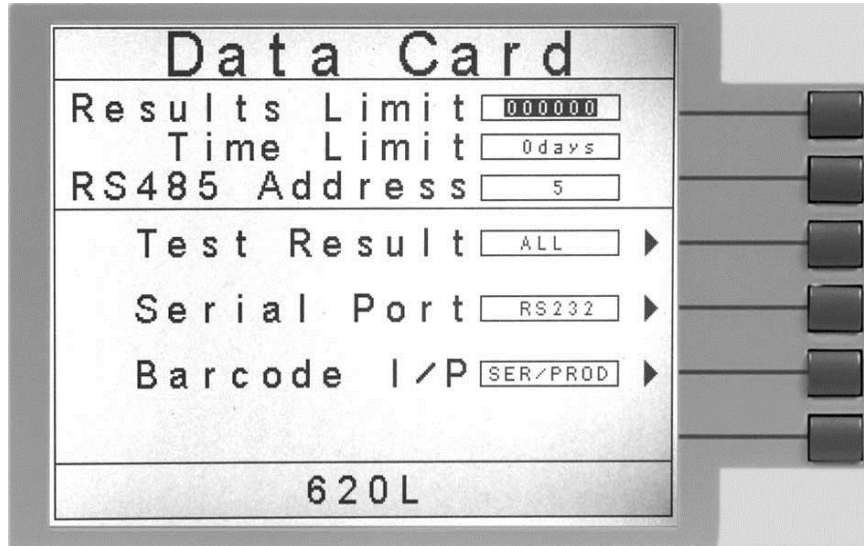 Data Card
Results Limit 000000
Time Limit 0days
RS485 Address 5
Test Result ALL
Serial Port RS232
Barcode I/P SER/PROD
620L